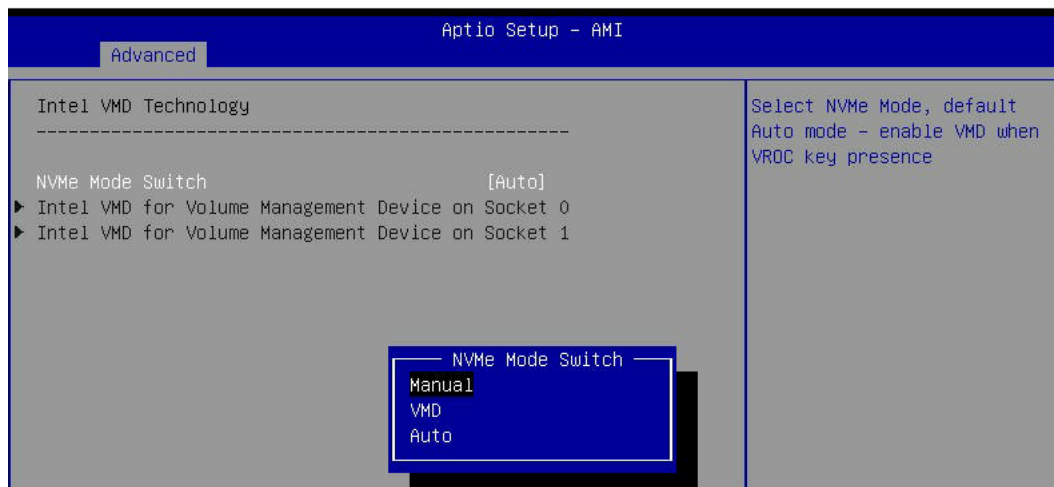 Aptio Setup – AMI
Advanced
Intel VMD Technology
--------------------------------------------------
NVMe Mode Switch [Auto]
Intel VMD for Volume Management Device on Socket 0
Intel VMD for Volume Management Device on Socket 1
Select NVMe Mode, default
Auto mode – enable VMD when
VROC key presence
NVMe Mode Switch
Manual
VMD
Auto